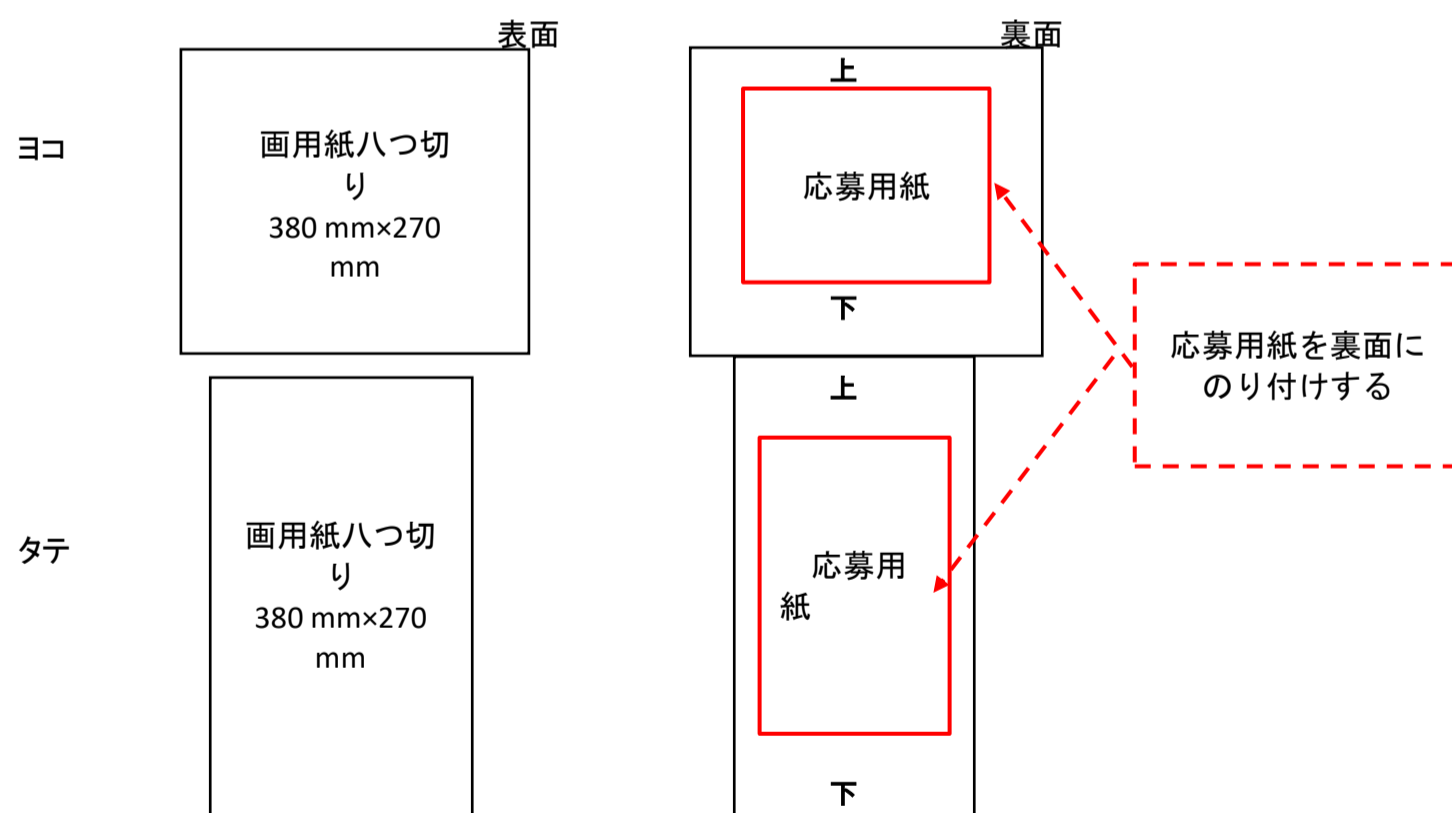 表面
裏面
ヨコ
画用紙八つ切
り
380 mm×270
mm
上
応募用紙
下
応募用紙を裏面に
のり付けする
タテ
画用紙八つ切
り
380 mm×270
mm
上
応募用
紙
下